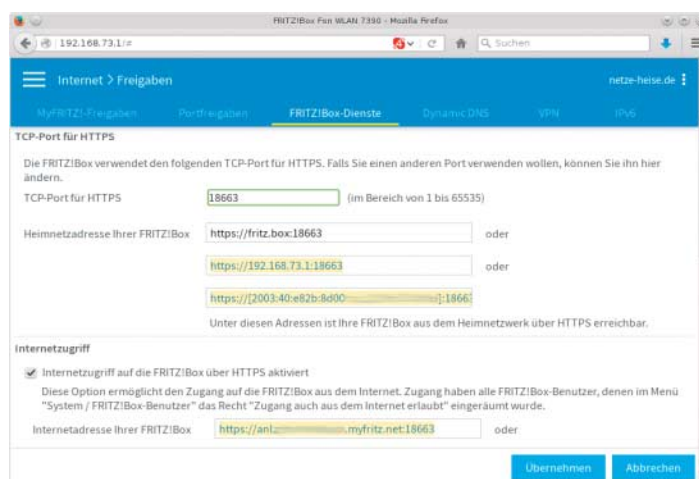 FRITZ!Box Fon WLAN 7390 - Mozilla Firefox
192.168.73.1/#
Suchen
Internet > Freigaben
netze-heise.de
MyFRITZ!-Freigaben Portfreigaben FRITZ!Box-Dienste Dynamic DNS VPN IPv6
TCP-Port für HTTPS
Die FRITZ!Box verwendet den folgenden TCP-Port für HTTPS. Falls Sie einen anderen Port verwenden wollen, können Sie ihn hier
ändern.
TCP-Port für HTTPS 18663 (im Bereich von 1 bis 65535)
Heimnetzadresse Ihrer FRITZ!Box https://fritz.box:18663 oder
https://192.168.73.1:18663 oder
https://[2003:40:e82b:8d00 ]:1866
Unter diesen Adressen ist Ihre FRITZ!Box aus dem Heimnetzwerk über HTTPS erreichbar.
Internetzugriff
Internetzugriff auf die FRITZ!Box über HTTPS aktiviert
Diese Option ermöglicht den Zugang auf die FRITZ!Box aus dem Internet. Zugang haben alle FRITZ!Box-Benutzer, denen im Menü
"System / FRITZ!Box-Benutzer" das Recht "Zugang auch aus dem Internet erlaubt" eingeräumt wurde.
Internetadresse Ihrer FRITZ!Box https://anl .myfritz.net:18663 oder
Übernehmen Abbrechen